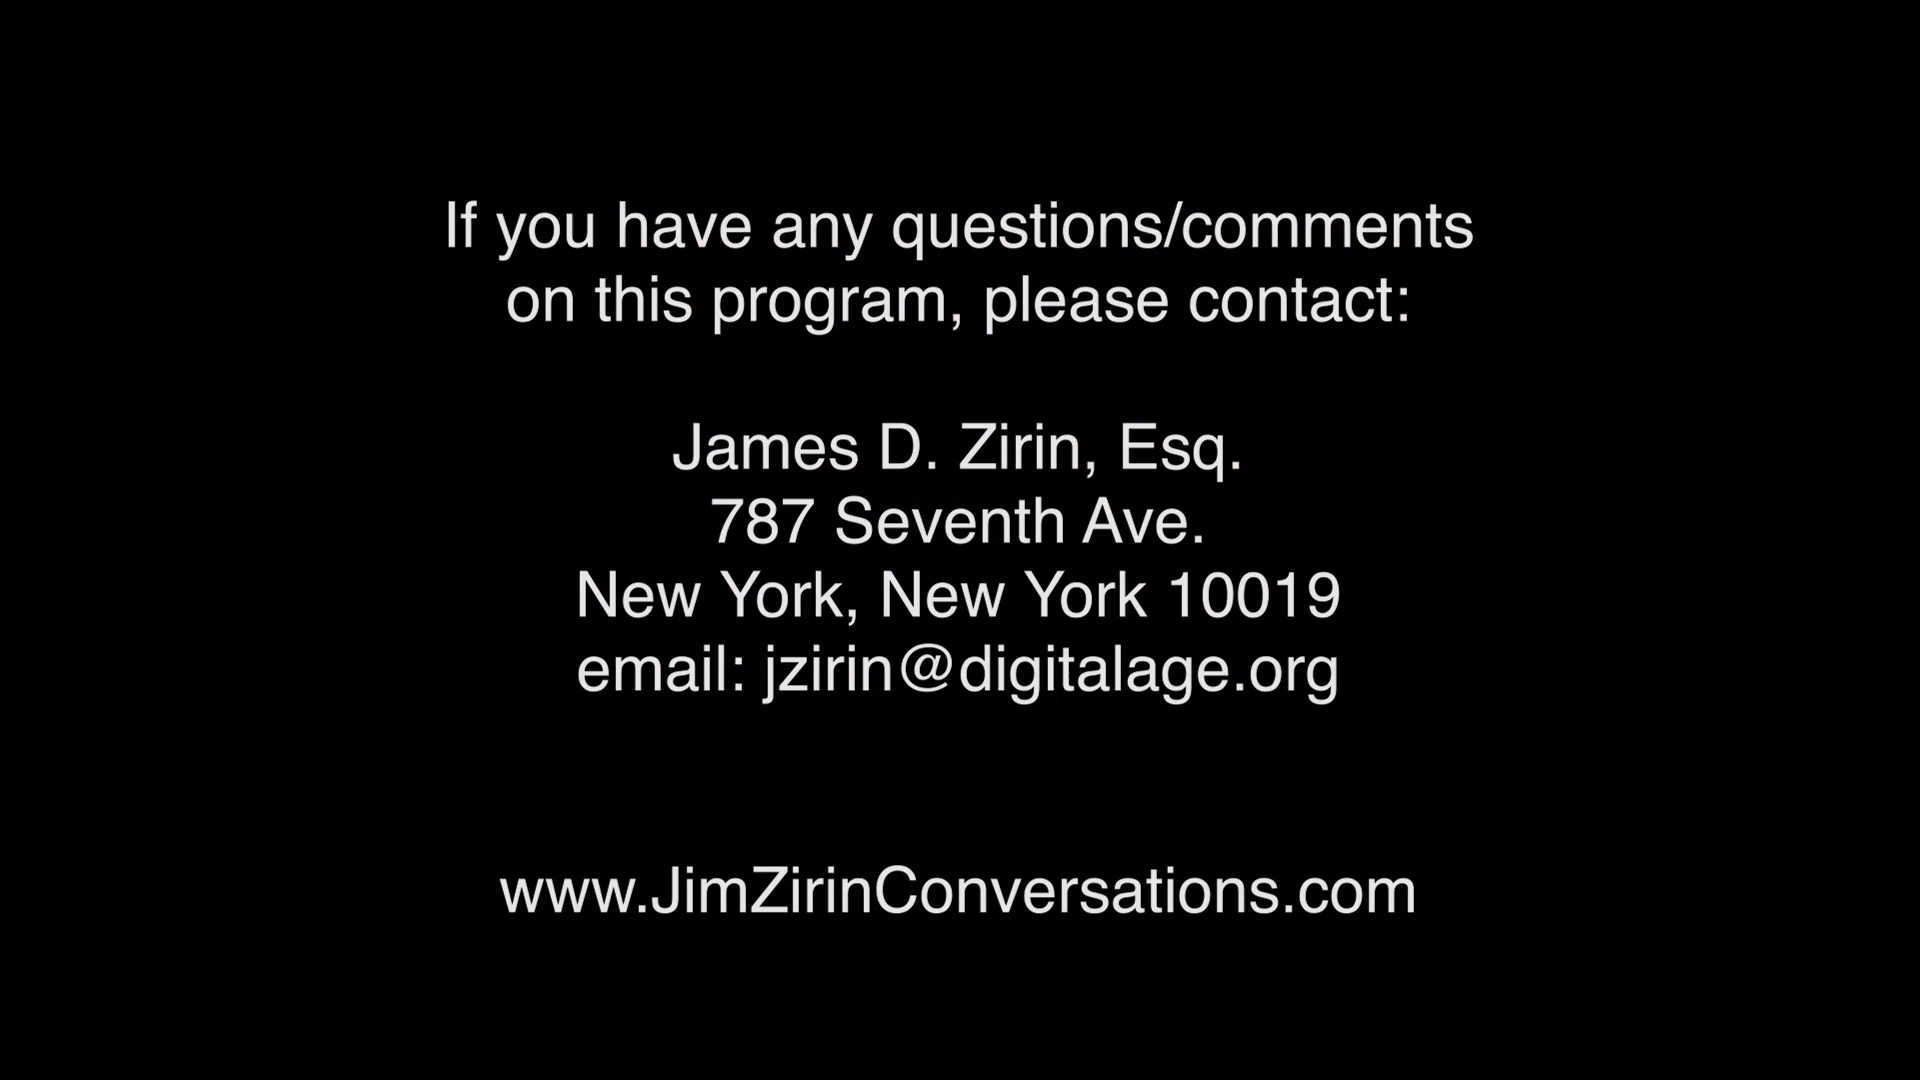 If you have any questions/comments
on this program, please contact:
James D. Zirin, Esq.
787 Seventh Ave.
New York, New York 10019
email: jzirin@digitalage.org
www.JimZirinConversations.com